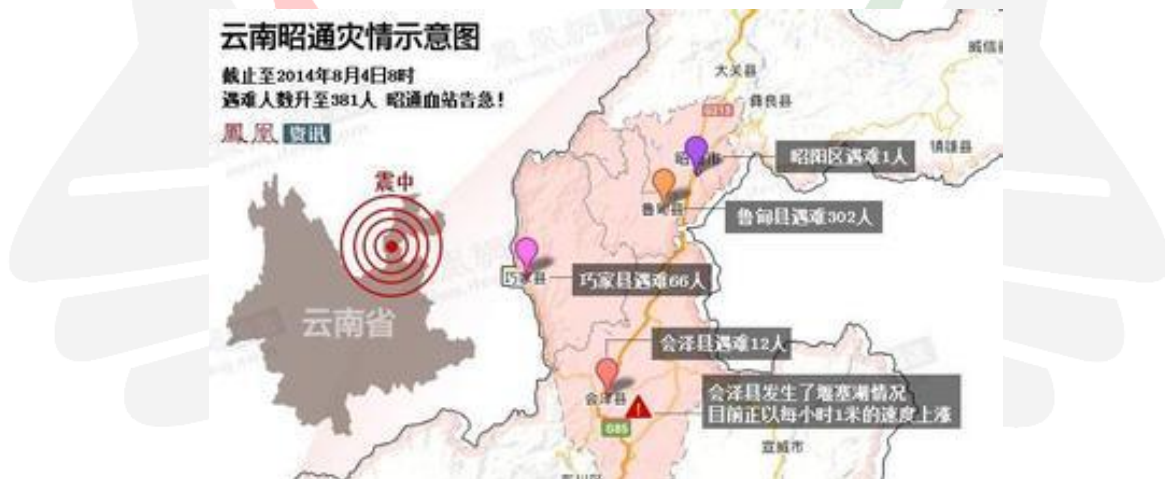 云南昭通灾情示意图
截止至2014年8月4日8时
遇难人数升至381人 昭通血站告急！
鳳凰 资讯
威信
大关县
彝良县
G213
镇雄县
昭阳区遇难1人
震中
鲁甸县
鲁甸县遇难302人
巧家县
巧家县遇难66人
云南省
会泽县遇难12人
会泽县
会泽县发生了堰塞湖情况
目前正以每小时1米的速度上涨
G85
宣威市